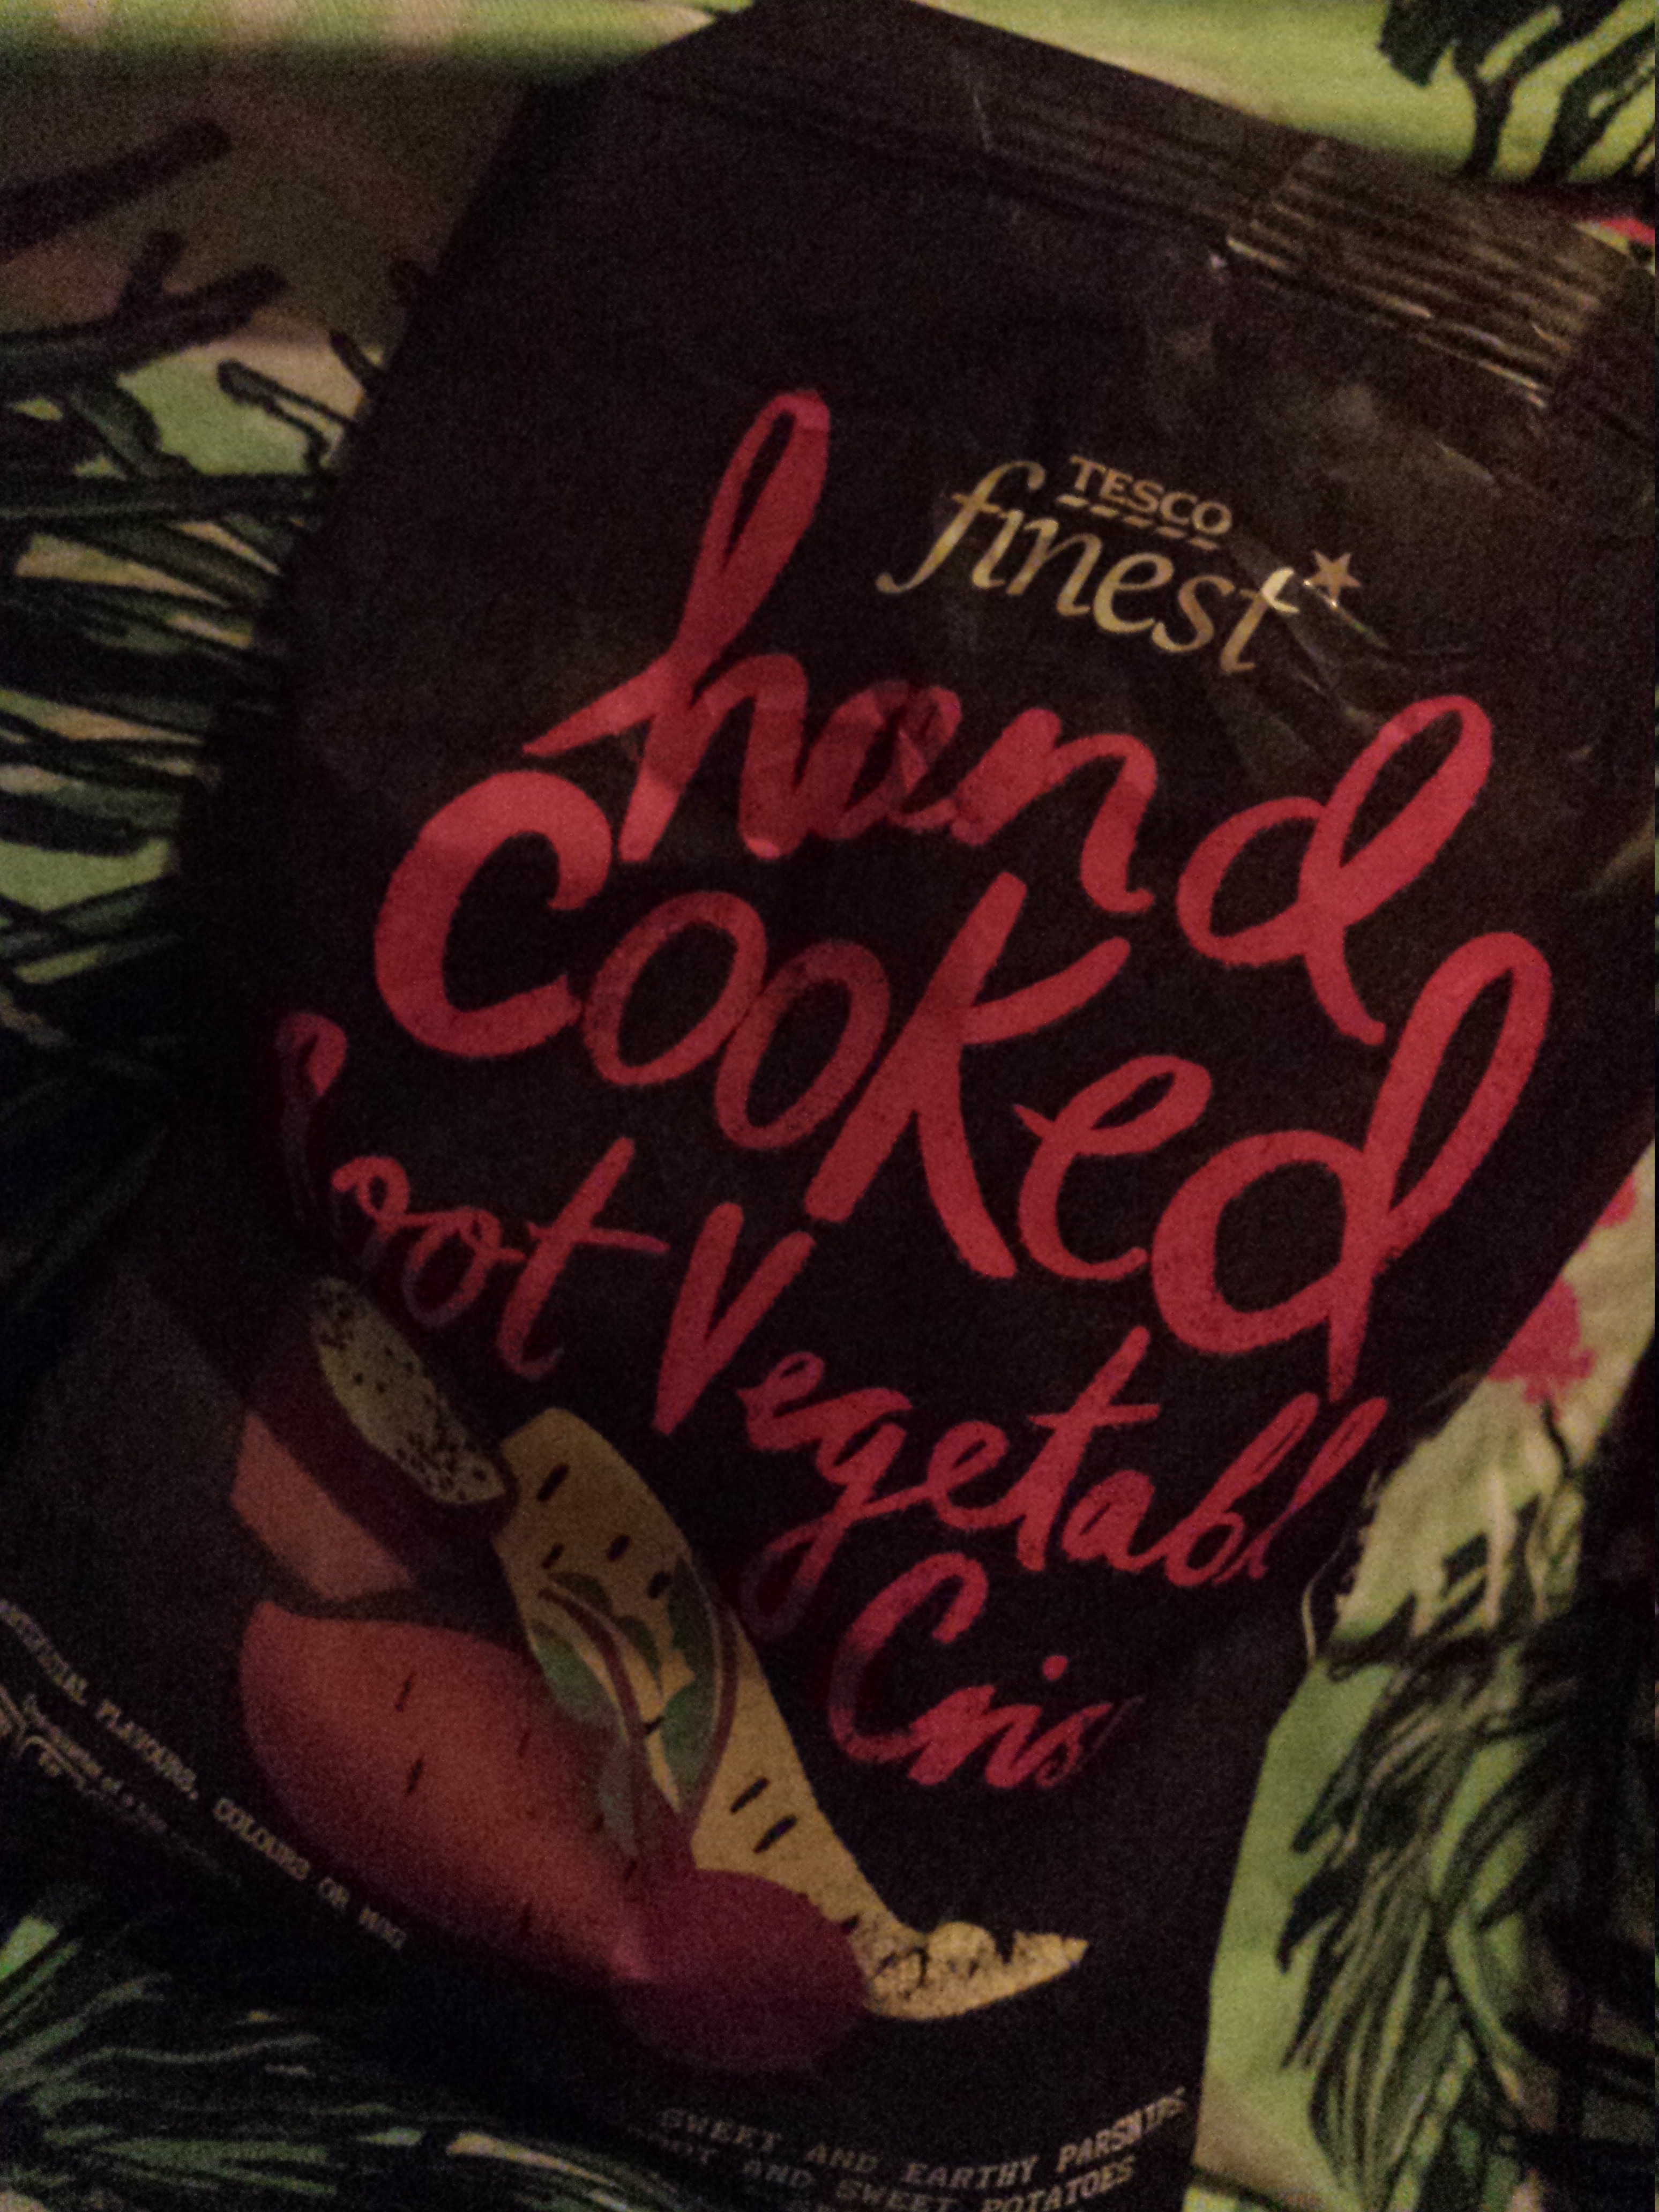 TESCO
finest
hand
cooked
root Vegetabl
Cris
FLAVOURS, COLOURS OR MSG
SWEET AND EARTHY PARSNIPS
AND SWEET POTATOES